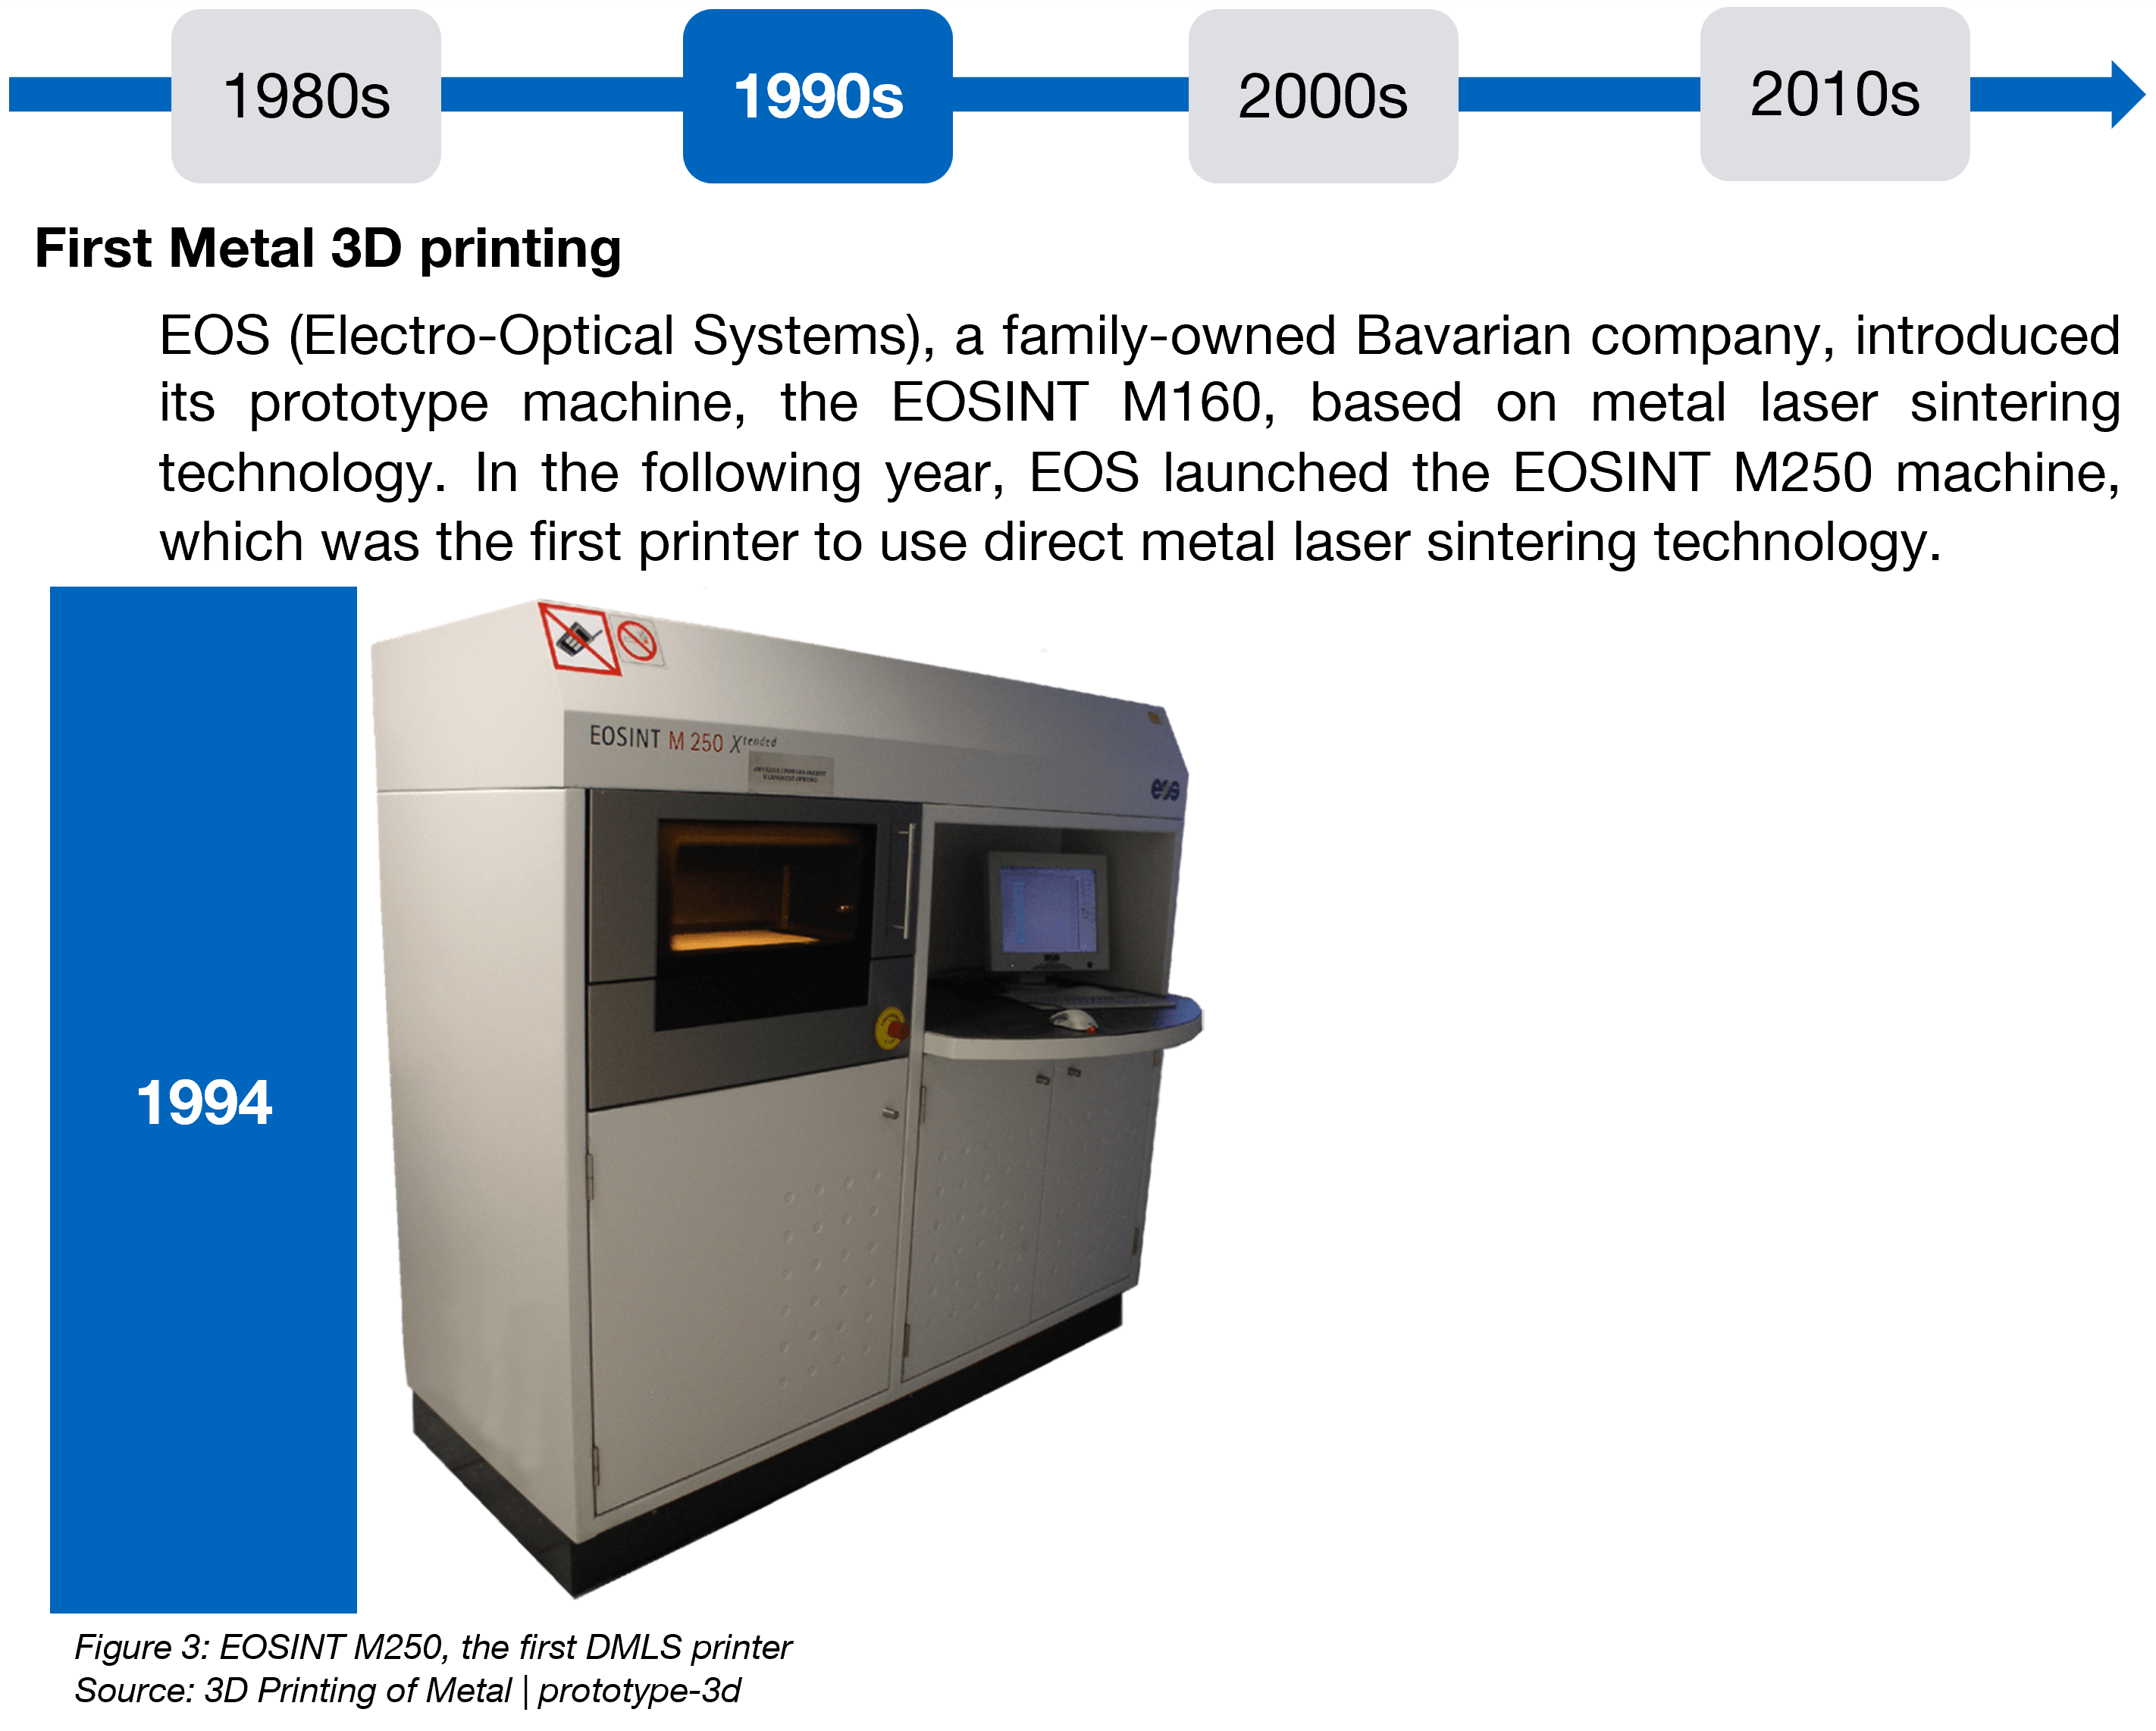 1980s
1990s
2000s
2010s
First Metal 3D printing
EOS (Electro-Optical Systems), a family-owned Bavarian company, introduced
its prototype machine, the EOSINT M160, based on metal laser sintering
technology. In the following year, EOS launched the EOSINT M250 machine,
which was the first printer to use direct metal laser sintering technology.
EOSINT M 250 Xtended
eos
1994
Figure 3: EOSINT M250, the first DMLS printer
Source: 3D Printing of Metal | prototype-3d